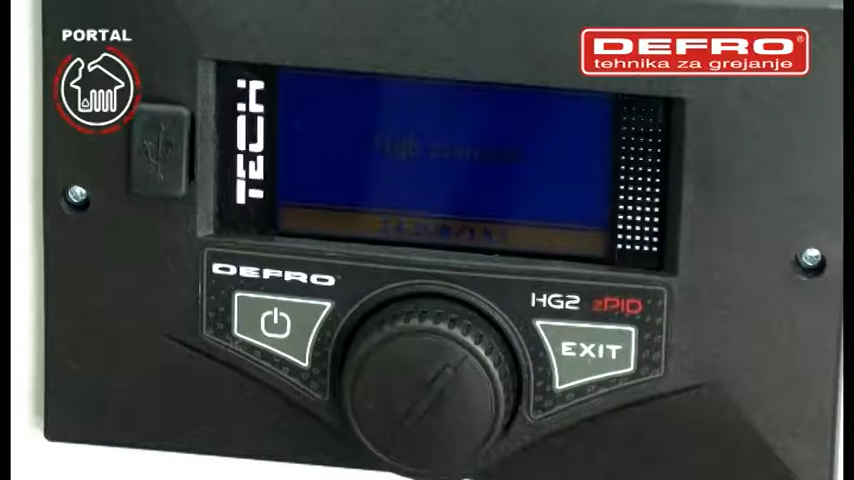 PORTAL
DEFRO®
tehnika za grejanje
TECH
DEFRO
HG2 zPID
EXIT